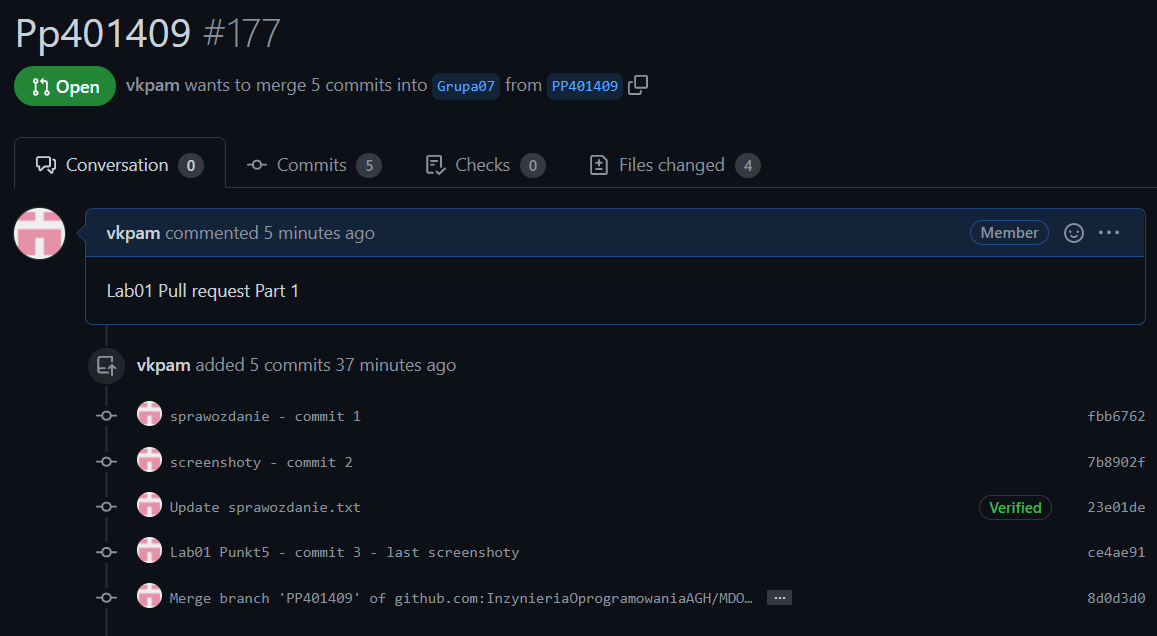 Pp401409 #177
Open vkpam wants to merge 5 commits into Grupa07 from PP401409
Conversation 0 Commits 5 Checks 0 Files changed 4
vkpam commented 5 minutes ago Member
Lab01 Pull request Part 1
vkpam added 5 commits 37 minutes ago
sprawozdanie - commit 1 fbb6762
screenshoty - commit 2 7b8902f
Update sprawozdanie.txt Verified 23e01de
Lab01 Punkt5 - commit 3 - last screenshoty ce4ae91
Merge branch 'PP401409' of github.com:InzynieriaOprogramowaniaAGH/MDO… 8d0d3d0